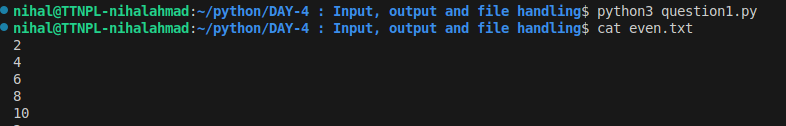 nihal@TTNPL-nihalahmad:~/python/DAY-4 : Input, output and file handling$ python3 question1.py
nihal@TTNPL-nihalahmad:~/python/DAY-4 : Input, output and file handling$ cat even.txt
2
4
6
8
10